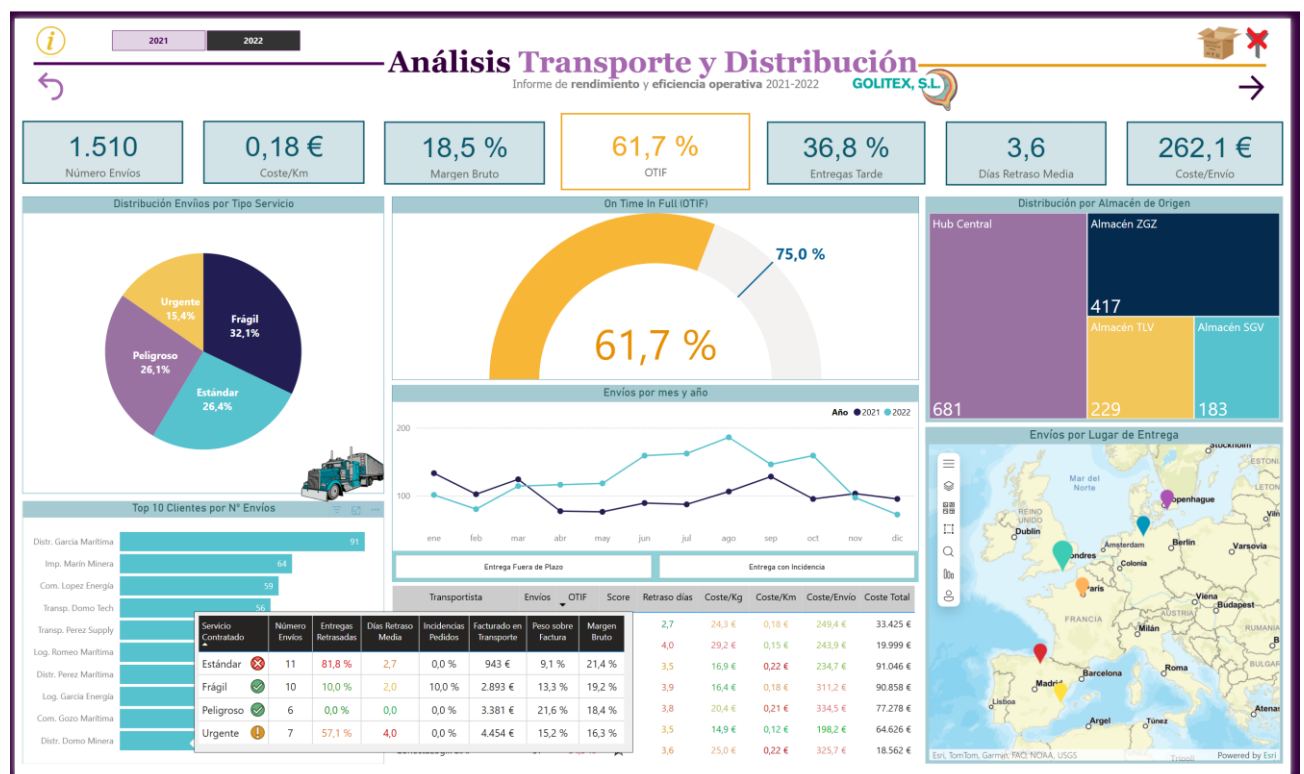 2021 2022
Análisis Transporte y Distribución
Informe de rendimiento y eficiencia operativa 2021-2022
GOLITEX, S.L.
1.510
Número Envíos
0,18 €
Coste/Km
18,5 %
Margen Bruto
61,7 %
OTIF
36,8 %
Entregas Tarde
3,6
Días Retraso Media
262,1 €
Coste/Envío
Distribución Envíios por Tipo Servicio
Urgente
15,4%
Frágil
32,1%
Peligroso
26,1%
Estándar
26,4%
On Time In Full (OTIF)
75,0 %
61,7 %
Distribución por Almacén de Origen
Hub Central
681
Almacén ZGZ
417
Almacén TLV
229
Almacén SGV
183
Envíos por mes y año
Año 2021 2022
200
100
ene feb mar abr may jun jul ago sep oct nov dic
Entrega Fuera de Plazo
Entrega con Incidencia
Top 10 Clientes por N° Envíos
Distr. Garcia Marítima 91
Imp. Marín Minera 64
Com. Lopez Energía 59
Transp. Domo Tech 56
Transp. Perez Supply
Log. Romeo Marítima
Distr. Perez Marítima
Log. Garcia Energía
Com. Gozo Marítima
Distr. Domo Minera
Servicio Contratado Número Envíos Entregas Retrasadas Días Retraso Media Incidencias Pedidos Facturado en Transporte Peso sobre Factura Margen Bruto
Estándar 11 81,8 % 2,7 0,0 % 943 € 9,1 % 21,4 %
Frágil 10 10,0 % 2,0 10,0 % 2.893 € 13,3 % 19,2 %
Peligroso 6 0,0 % 0,0 0,0 % 3.381 € 21,6 % 18,4 %
Urgente 7 57,1 % 4,0 0,0 % 4.454 € 15,2 % 16,3 %
Transportista Envíos OTIF Score Retraso días Coste/Kg Coste/Km Coste/Envío Coste Total
2,7 24,3 € 0,18 € 249,4 € 33.425 €
4,0 29,2 € 0,15 € 243,9 € 19.999 €
3,5 16,9 € 0,22 € 234,7 € 91.046 €
3,9 16,4 € 0,18 € 311,2 € 90.858 €
3,8 20,4 € 0,21 € 334,5 € 77.278 €
3,5 14,9 € 0,12 € 198,2 € 64.626 €
3,6 25,0 € 0,22 € 325,7 € 18.562 €
Envíos por Lugar de Entrega
Mar del
Norte
REINO
UNIDO
Dublin
Amsterdam
Berlin
Varsovia
Colonia
Viena
Budapest
AUSTRIA
FRANCIA
Milán
RUMANIA
Barcelona
Roma
Lisboa
Argel
Túnez
Esri, TomTom, Garmin, FAO, NOAA, USGS
Powered by Esri